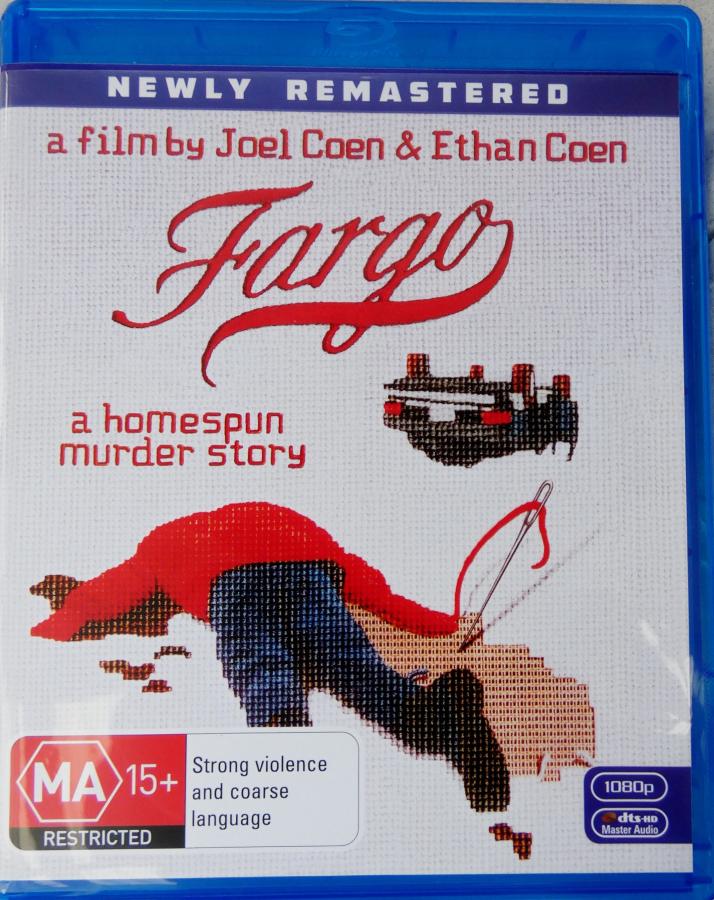 NEWLY REMASTERED
a film by Joel Coen & Ethan Coen
Fargo
a homespun
murder story
MA 15+
RESTRICTED
Strong violence
and coarse
language
1080p
dts-HD
Master Audio